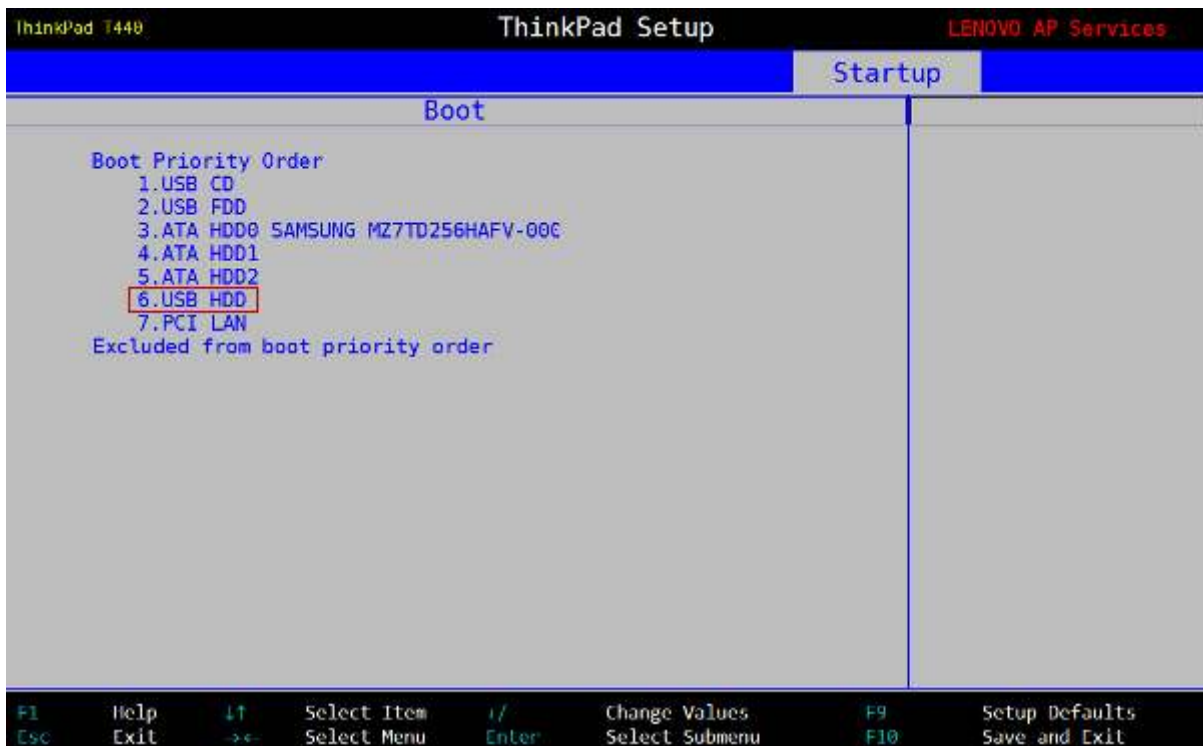 ThinkPad T440
ThinkPad Setup
LENOVO AP Services
Startup
Boot
Boot Priority Order
1.USB CD
2.USB FDD
3.ATA HDD0 SAMSUNG MZ7TD256HAFV-00C
4.ATA HDD1
5.ATA HDD2
6.USB HDD
7.PCI LAN
Excluded from boot priority order
F1 Help ↓↑ Select Item Change Values F9 Setup Defaults
Esc Exit →← Select Menu Enter Select Submenu F10 Save and Exit